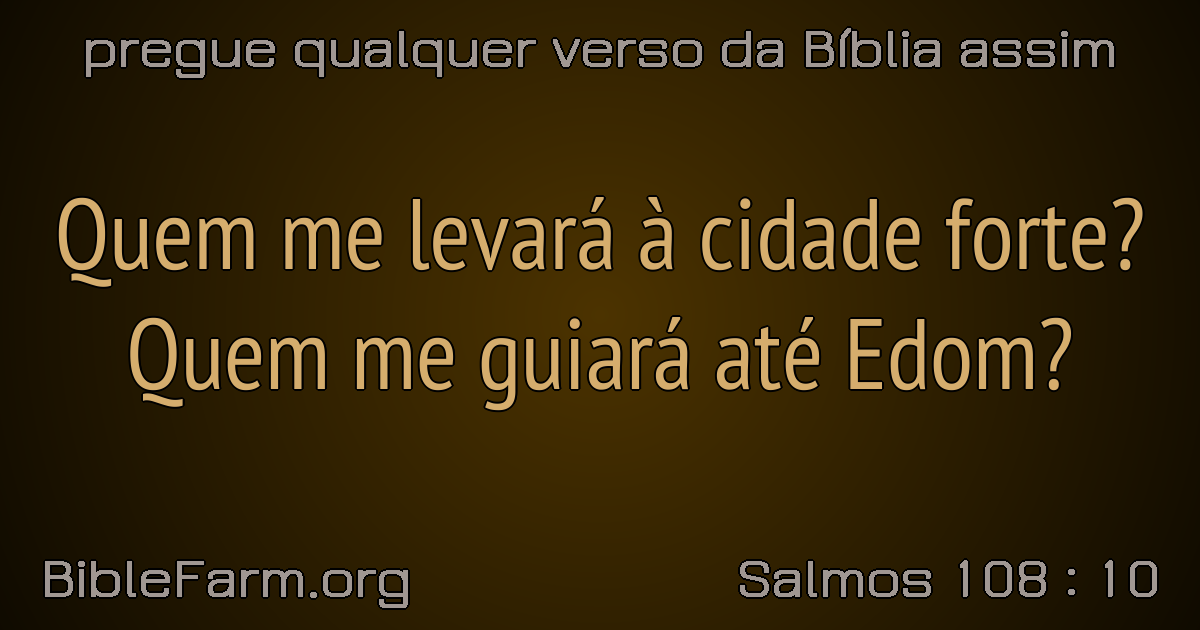 pregue qualquer verso da Bíblia assim
Quem me levará à cidade forte?
Quem me guiará até Edom?
BibleFarm.org
Salmos 108 : 10